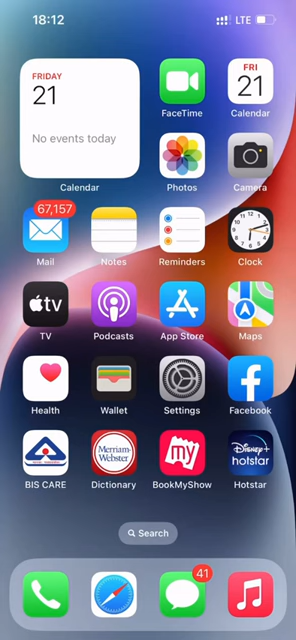 18:12
LTE
FRIDAY
21
No events today
Calendar
FaceTime
FRI
21
Calendar
Photos
Camera
67,157
Mail
Notes
Reminders
Clock
tv
TV
Podcasts
App Store
Maps
Health
Wallet
Settings
Facebook
BIS CARE
Merriam-
Webster
Dictionary
my
BookMyShow
Disney+
hotstar
Hotstar
Search
41